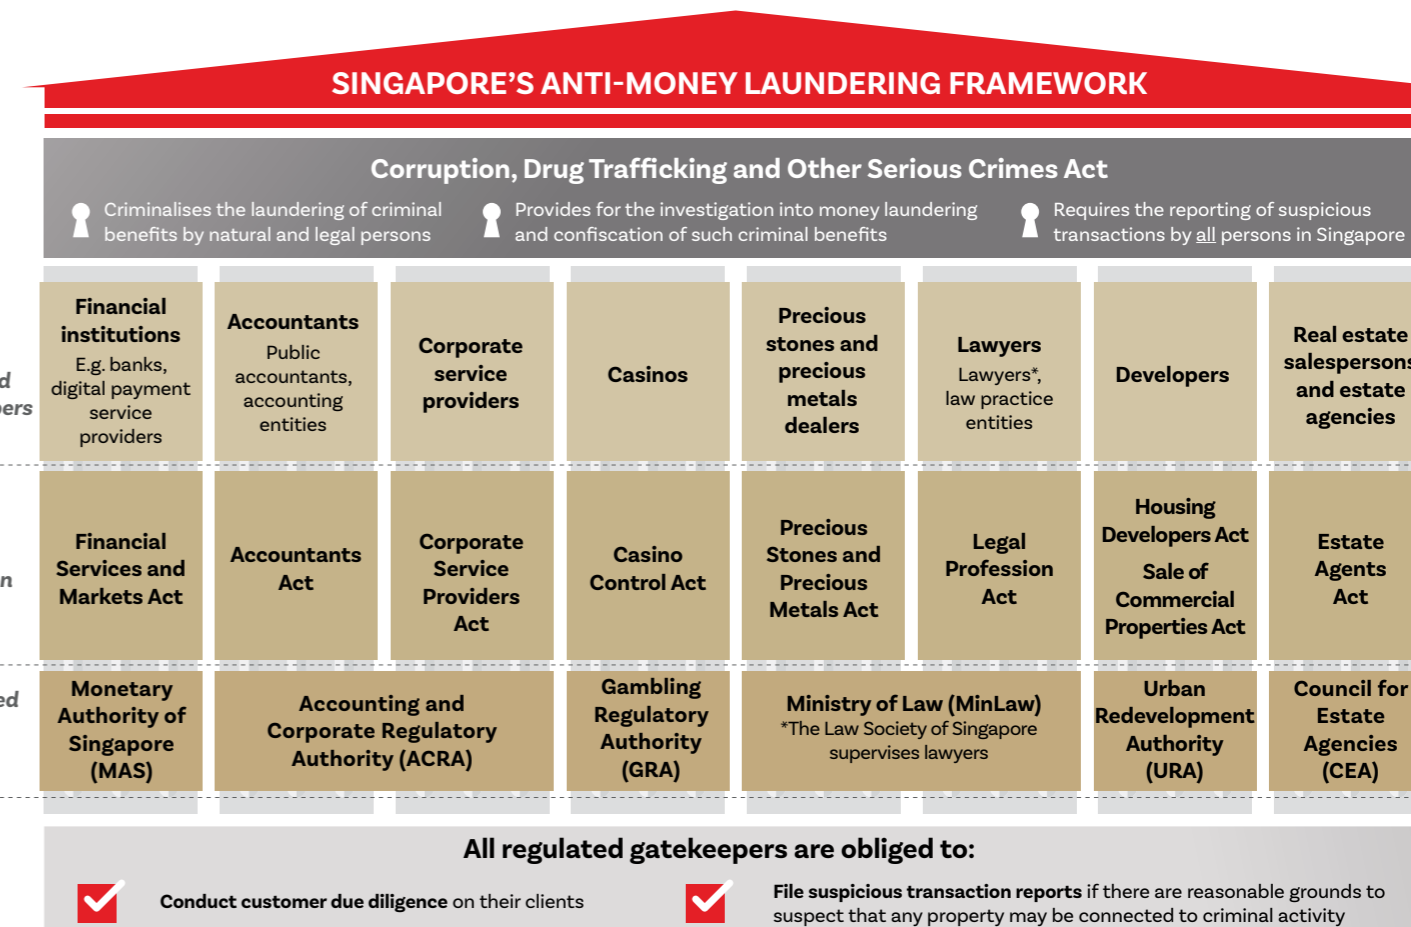 SINGAPORE'S ANTI-MONEY LAUNDERING FRAMEWORK
Corruption, Drug Trafficking and Other Serious Crimes Act
Criminalises the laundering of criminal
benefits by natural and legal persons
Provides for the investigation into money laundering
and confiscation of such criminal benefits
Requires the reporting of suspicious
transactions by all persons in Singapore
Financial
institutions
E.g. banks,
digital payment
service
providers
Accountants
Public
accountants,
accounting
entities
Corporate
service
providers
Casinos
Precious
stones and
precious
metals
dealers
Lawyers
Lawyers*,
law practice
entities
Developers
Real estate
salespersons
and estate
agencies
Financial
Services and
Markets Act
Accountants
Act
Corporate
Service
Providers
Act
Casino
Control Act
Precious
Stones and
Precious
Metals Act
Legal
Profession
Act
Housing
Developers Act
Sale of
Commercial
Properties Act
Estate
Agents
Act
Monetary
Authority of
Singapore
(MAS)
Accounting and
Corporate Regulatory
Authority (ACRA)
Gambling
Regulatory
Authority
(GRA)
Ministry of Law (MinLaw)
*The Law Society of Singapore
supervises lawyers
Urban
Redevelopment
Authority
(URA)
Council for
Estate
Agencies
(CEA)
All regulated gatekeepers are obliged to:
Conduct customer due diligence on their clients
File suspicious transaction reports if there are reasonable grounds to
suspect that any property may be connected to criminal activity